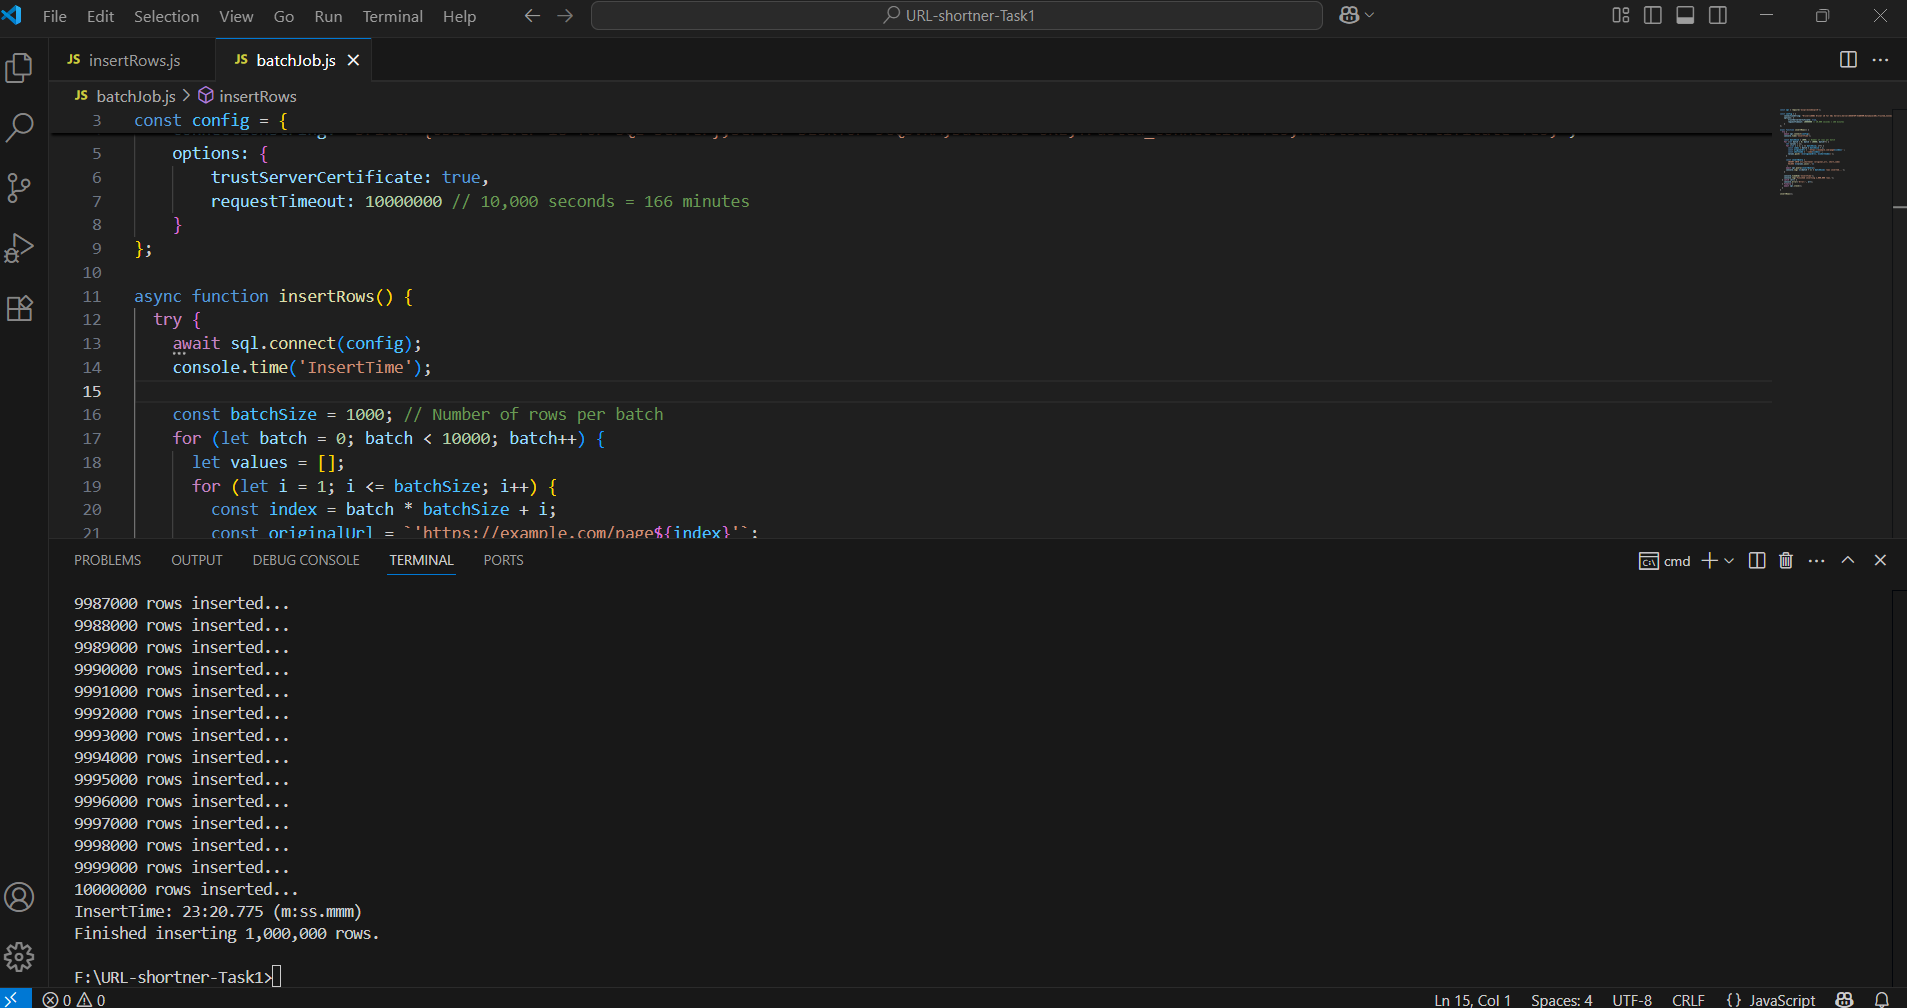 File Edit Selection View Go Run Terminal Help
URL-shortner-Task1
JS insertRows.js
JS batchJob.js
JS batchJob.js > insertRows
3 const config = {
5 options: {
6 trustServerCertificate: true,
7 requestTimeout: 10000000 // 10,000 seconds = 166 minutes
8 }
9 };
10
11 async function insertRows() {
12 try {
13 await sql.connect(config);
14 console.time('InsertTime');
15
16 const batchSize = 1000; // Number of rows per batch
17 for (let batch = 0; batch < 10000; batch++) {
18 let values = [];
19 for (let i = 1; i <= batchSize; i++) {
20 const index = batch * batchSize + i;
21 const originalUrl = `'https://example.com/page${index}'`;
PROBLEMS OUTPUT DEBUG CONSOLE TERMINAL PORTS
cmd
9987000 rows inserted...
9988000 rows inserted...
9989000 rows inserted...
9990000 rows inserted...
9991000 rows inserted...
9992000 rows inserted...
9993000 rows inserted...
9994000 rows inserted...
9995000 rows inserted...
9996000 rows inserted...
9997000 rows inserted...
9998000 rows inserted...
9999000 rows inserted...
10000000 rows inserted...
InsertTime: 23:20.775 (m:ss.mmm)
Finished inserting 1,000,000 rows.
F:\URL-shortner-Task1>
0 0
Ln 15, Col 1 Spaces: 4 UTF-8 CRLF {} JavaScript